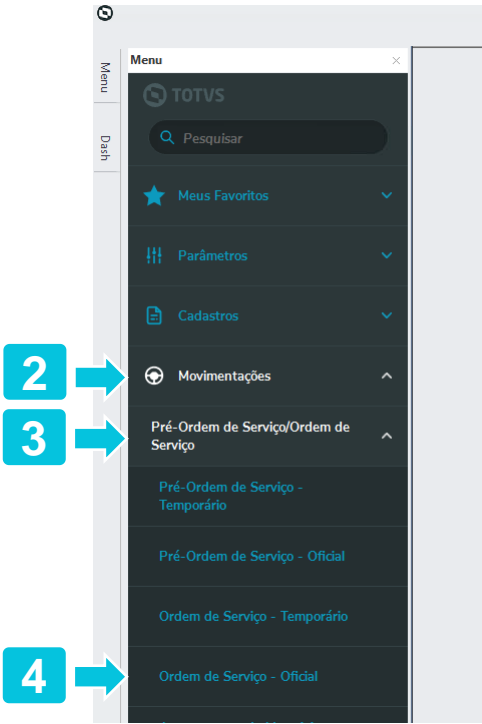 Menu
Dash
Menu
TOTVS
Pesquisar
Meus Favoritos
Parâmetros
Cadastros
2
Movimentações
3
Pré-Ordem de Serviço/Ordem de
Serviço
Pré-Ordem de Serviço -
Temporário
Pré-Ordem de Serviço - Oficial
Ordem de Serviço - Temporário
4
Ordem de Serviço - Oficial